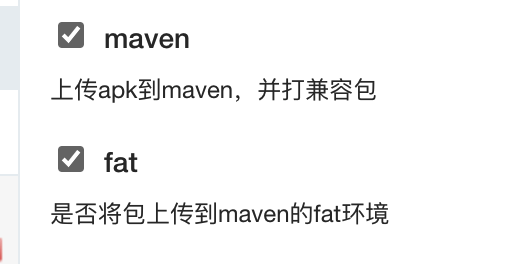 maven
上传apk到maven，并打兼容包
fat
是否将包上传到maven的fat环境